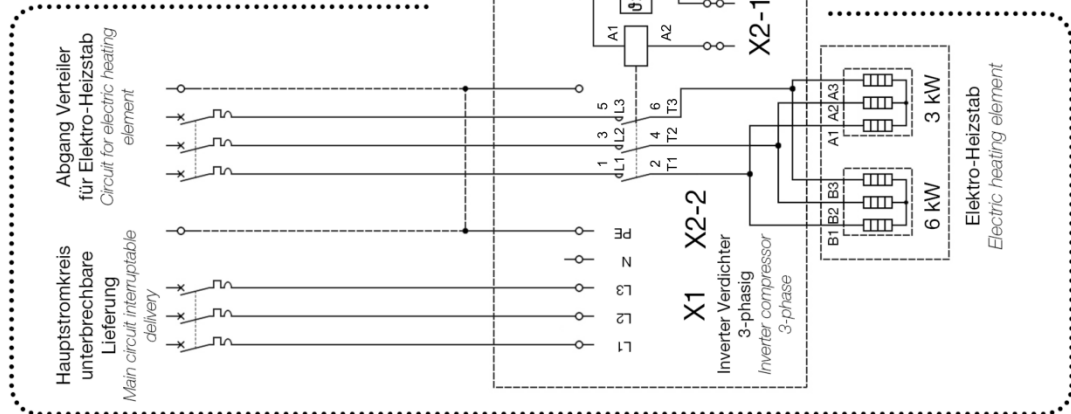 Abgang Verteiler
für Elektro-Heizstab
Circuit for electric heating
element
Hauptstromkreis
unterbrechbare
Lieferung
Main circuit interruptable
delivery
ϑ
A1
A2
X2-1
5
L3
6
T3
3
L2
4
T2
1
L1
2
T1
PE
N
L3
L2
L1
X1
X2-2
Inverter Verdichter
3-phasig
Inverter compressor
3-phase
A1
A2
A3
3 kW
B1
B2
B3
6 kW
Elektro-Heizstab
Electric heating element